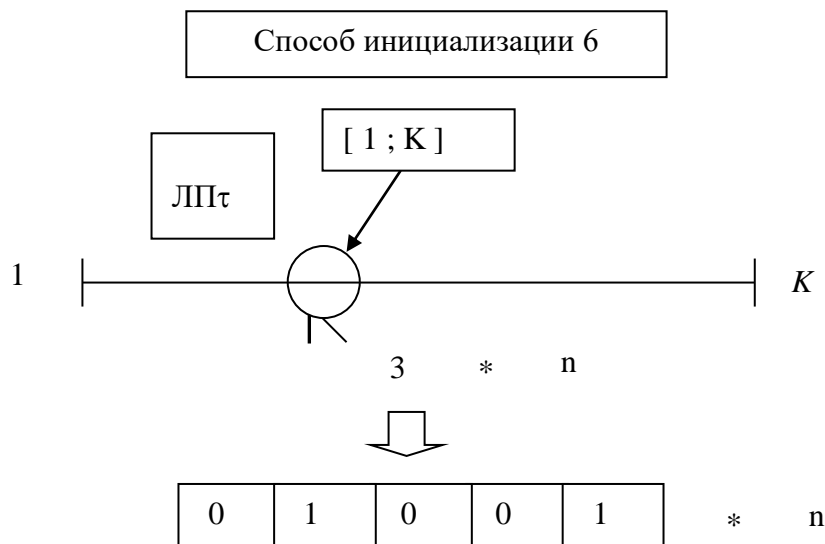 Способ инициализации 6
[ 1 ; K ]
ЛПτ
1 K
3 * n
0 1 0 0 1 * n